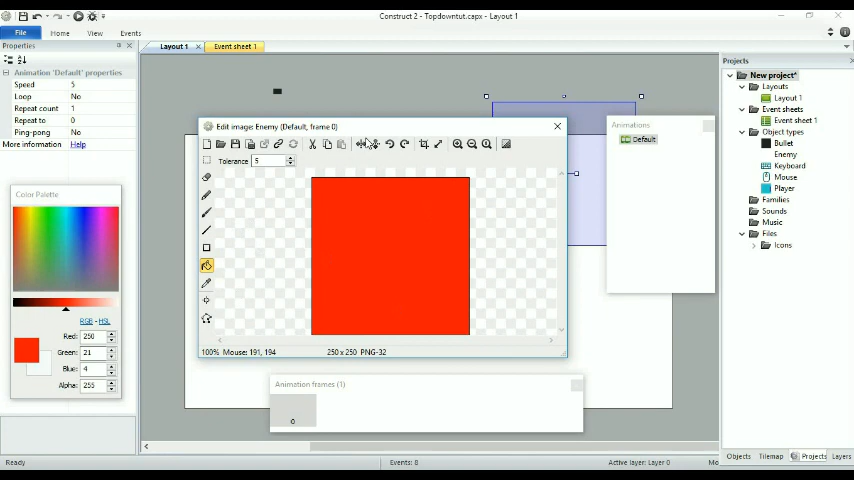 Construct 2 - Topdowntut.capx - Layout 1
File Home View Events
Properties
Layout 1 Event sheet 1
Animation 'Default' properties
Speed 5
Loop No
Repeat count 1
Repeat to 0
Ping-pong No
More information Help
Color Palette
RGB - HSL
Red: 250
Green: 21
Blue: 4
Alpha: 255
Edit image: Enemy (Default, frame 0)
Tolerance 5
100% Mouse: 191, 194 250 x 250 PNG-32
Animations
Default
Animation frames (1)
0
Projects
New project*
Layouts
Layout 1
Event sheets
Event sheet 1
Object types
Bullet
Enemy
Keyboard
Mouse
Player
Families
Sounds
Music
Files
Icons
Objects Tilemap Projects Layers
Ready Events: 8 Active layer: Layer 0 Mo